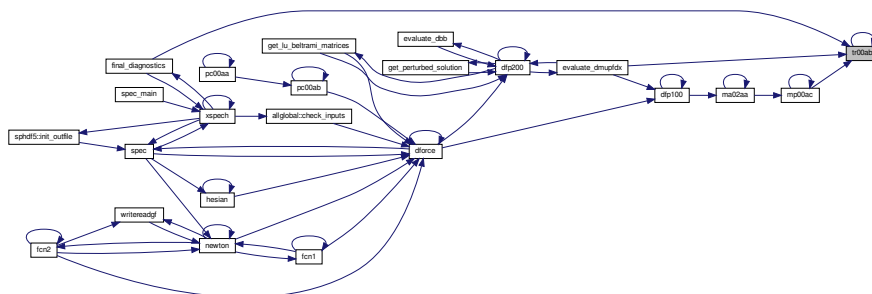 evaluate_dbb
get_lu_beltrami_matrices
tr00ab
final_diagnostics
pc00aa
get_perturbed_solution
dfp200
evaluate_dmupfdx
pc00ab
spec_main
dfp100
ma02aa
mp00ac
xspech
allglobal::check_inputs
sphdf5::init_outfile
spec
dforce
hesian
writereadgf
fcn2
newton
fcn1